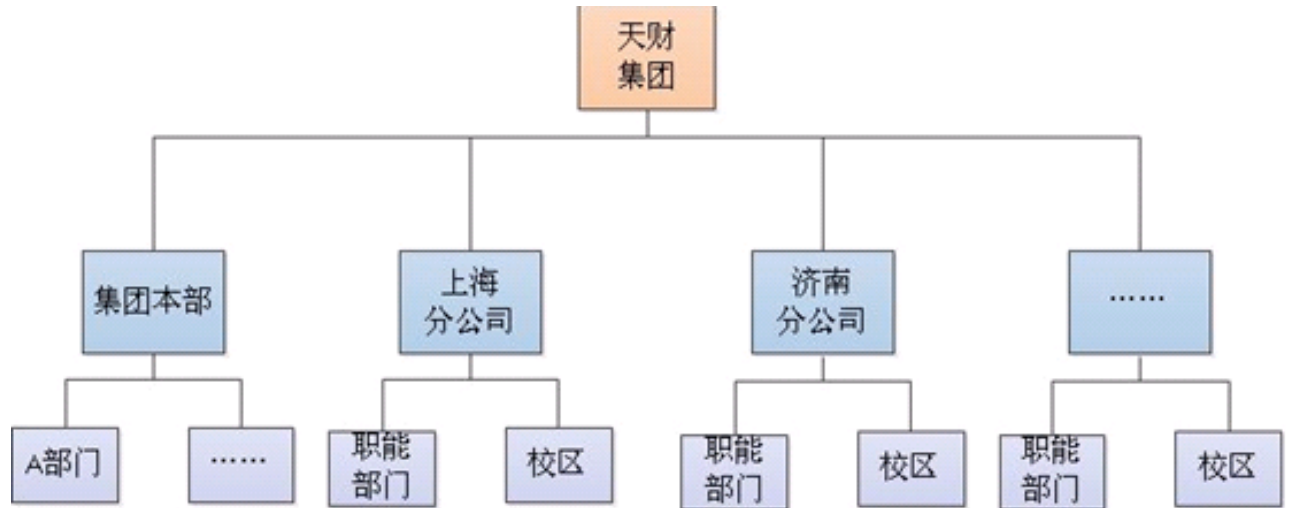 天财
集团
集团本部
上海
分公司
济南
分公司
……
A部门
……
职能
部门
校区
职能
部门
校区
职能
部门
校区